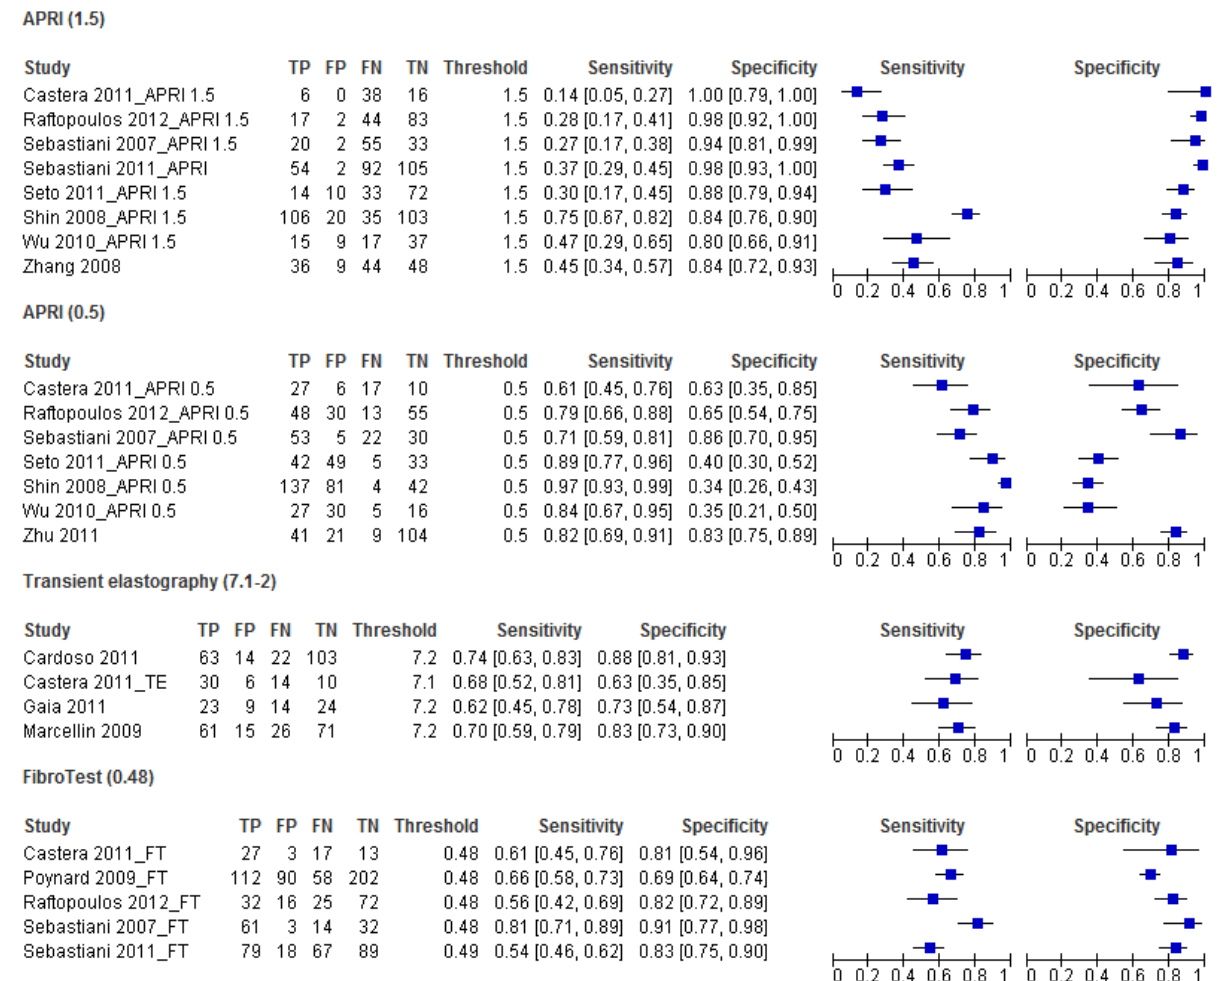 APRI (1.5)
Study TP FP FN TN Threshold Sensitivity Specificity Sensitivity Specificity
Castera 2011_APRI 1.5 6 0 38 16 1.5 0.14 [0.05, 0.27] 1.00 [0.79, 1.00]
Raftopoulos 2012_APRI 1.5 17 2 44 83 1.5 0.28 [0.17, 0.41] 0.98 [0.92, 1.00]
Sebastiani 2007_APRI 1.5 20 2 55 33 1.5 0.27 [0.17, 0.38] 0.94 [0.81, 0.99]
Sebastiani 2011_APRI 54 2 92 105 1.5 0.37 [0.29, 0.45] 0.98 [0.93, 1.00]
Seto 2011_APRI 1.5 14 10 33 72 1.5 0.30 [0.17, 0.45] 0.88 [0.79, 0.94]
Shin 2008_APRI 1.5 106 20 35 103 1.5 0.75 [0.67, 0.82] 0.84 [0.76, 0.90]
Wu 2010_APRI 1.5 15 9 17 37 1.5 0.47 [0.29, 0.65] 0.80 [0.66, 0.91]
Zhang 2008 36 9 44 48 1.5 0.45 [0.34, 0.57] 0.84 [0.72, 0.93]
0 0.2 0.4 0.6 0.8 1 0 0.2 0.4 0.6 0.8 1
APRI (0.5)
Study TP FP FN TN Threshold Sensitivity Specificity Sensitivity Specificity
Castera 2011_APRI 0.5 27 6 17 10 0.5 0.61 [0.45, 0.76] 0.63 [0.35, 0.85]
Raftopoulos 2012_APRI 0.5 48 30 13 55 0.5 0.79 [0.66, 0.88] 0.65 [0.54, 0.75]
Sebastiani 2007_APRI 0.5 53 5 22 30 0.5 0.71 [0.59, 0.81] 0.86 [0.70, 0.95]
Seto 2011_APRI 0.5 42 49 5 33 0.5 0.89 [0.77, 0.96] 0.40 [0.30, 0.52]
Shin 2008_APRI 0.5 137 81 4 42 0.5 0.97 [0.93, 0.99] 0.34 [0.26, 0.43]
Wu 2010_APRI 0.5 27 30 5 16 0.5 0.84 [0.67, 0.95] 0.35 [0.21, 0.50]
Zhu 2011 41 21 9 104 0.5 0.82 [0.69, 0.91] 0.83 [0.75, 0.89]
0 0.2 0.4 0.6 0.8 1 0 0.2 0.4 0.6 0.8 1
Transient elastography (7.1-2)
Study TP FP FN TN Threshold Sensitivity Specificity Sensitivity Specificity
Cardoso 2011 63 14 22 103 7.2 0.74 [0.63, 0.83] 0.88 [0.81, 0.93]
Castera 2011_TE 30 6 14 10 7.1 0.68 [0.52, 0.81] 0.63 [0.35, 0.85]
Gaia 2011 23 9 14 24 7.2 0.62 [0.45, 0.78] 0.73 [0.54, 0.87]
Marcellin 2009 61 15 26 71 7.2 0.70 [0.59, 0.79] 0.83 [0.73, 0.90]
0 0.2 0.4 0.6 0.8 1 0 0.2 0.4 0.6 0.8 1
FibroTest (0.48)
Study TP FP FN TN Threshold Sensitivity Specificity Sensitivity Specificity
Castera 2011_FT 27 3 17 13 0.48 0.61 [0.45, 0.76] 0.81 [0.54, 0.96]
Poynard 2009_FT 112 90 58 202 0.48 0.66 [0.58, 0.73] 0.69 [0.64, 0.74]
Raftopoulos 2012_FT 32 16 25 72 0.48 0.56 [0.42, 0.69] 0.82 [0.72, 0.89]
Sebastiani 2007_FT 61 3 14 32 0.48 0.81 [0.71, 0.89] 0.91 [0.77, 0.98]
Sebastiani 2011_FT 79 18 67 89 0.49 0.54 [0.46, 0.62] 0.83 [0.75, 0.90]
0 0.2 0.4 0.6 0.8 1 0 0.2 0.4 0.6 0.8 1